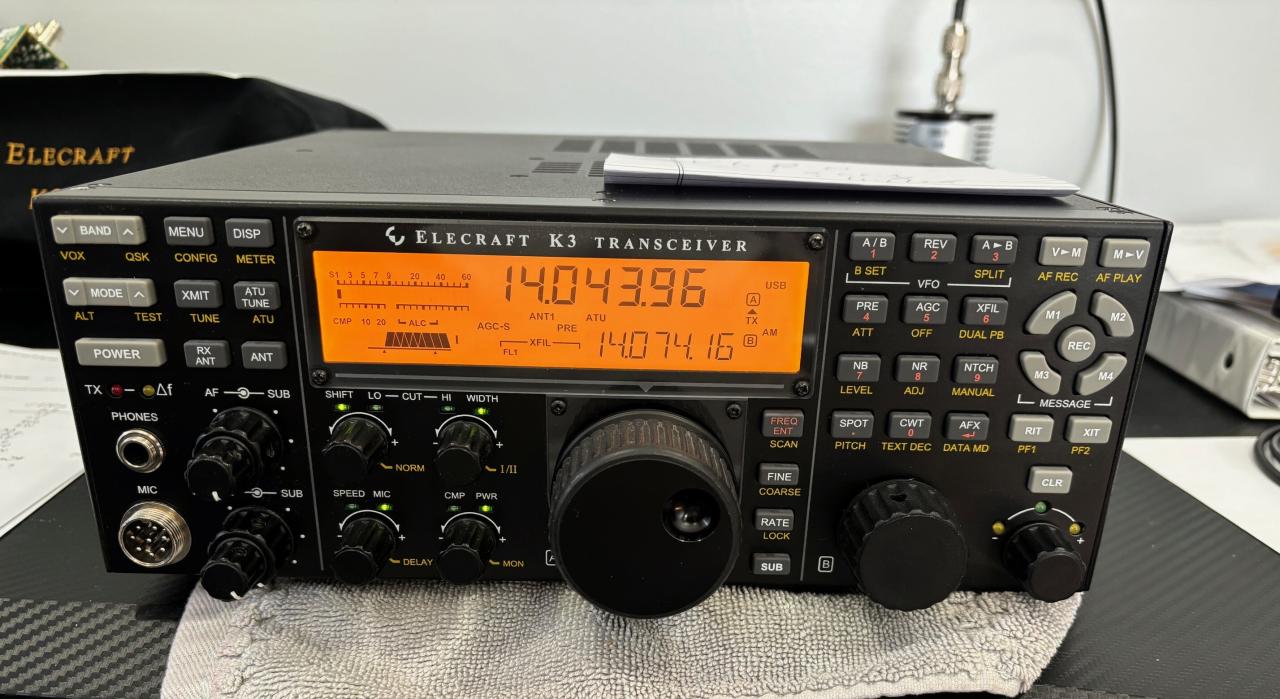 ELECRAFT
ELECRAFT K3 TRANSCEIVER
BAND
VOX QSK
MENU
CONFIG
DISP
METER
MODE
ALT TEST
XMIT
TUNE
ATU TUNE
ATU
POWER
RX ANT
ANT
TX Δf
PHONES
MIC
AF SUB
SUB
S1 3 5 7 9 20 40 60
14.043.96
USB
A
TX
B
AM
CMP 10 20 ALC
AGC-S
ANT1 ATU
PRE
XFIL
FL1
14.074.16
SHIFT LO CUT HI WIDTH
+ NORM
+ I/II
SPEED MIC
+ DELAY
CMP PWR
+ MON
A
FREQ ENT
SCAN
FINE
COARSE
RATE
LOCK
SUB
B
A/B 1
B SET
REV 2
A►B 3
SPLIT
VFO
PRE 4
ATT
AGC 5
OFF
XFIL 6
DUAL PB
NB 7
LEVEL
NR 8
ADJ
NTCH 9
MANUAL
SPOT .
PITCH
CWT 0
TEXT DEC
AFX
DATA MD
V►M
AF REC
M►V
AF PLAY
M1
M2
REC
M3
M4
MESSAGE
RIT
PF1
XIT
PF2
CLR
- +